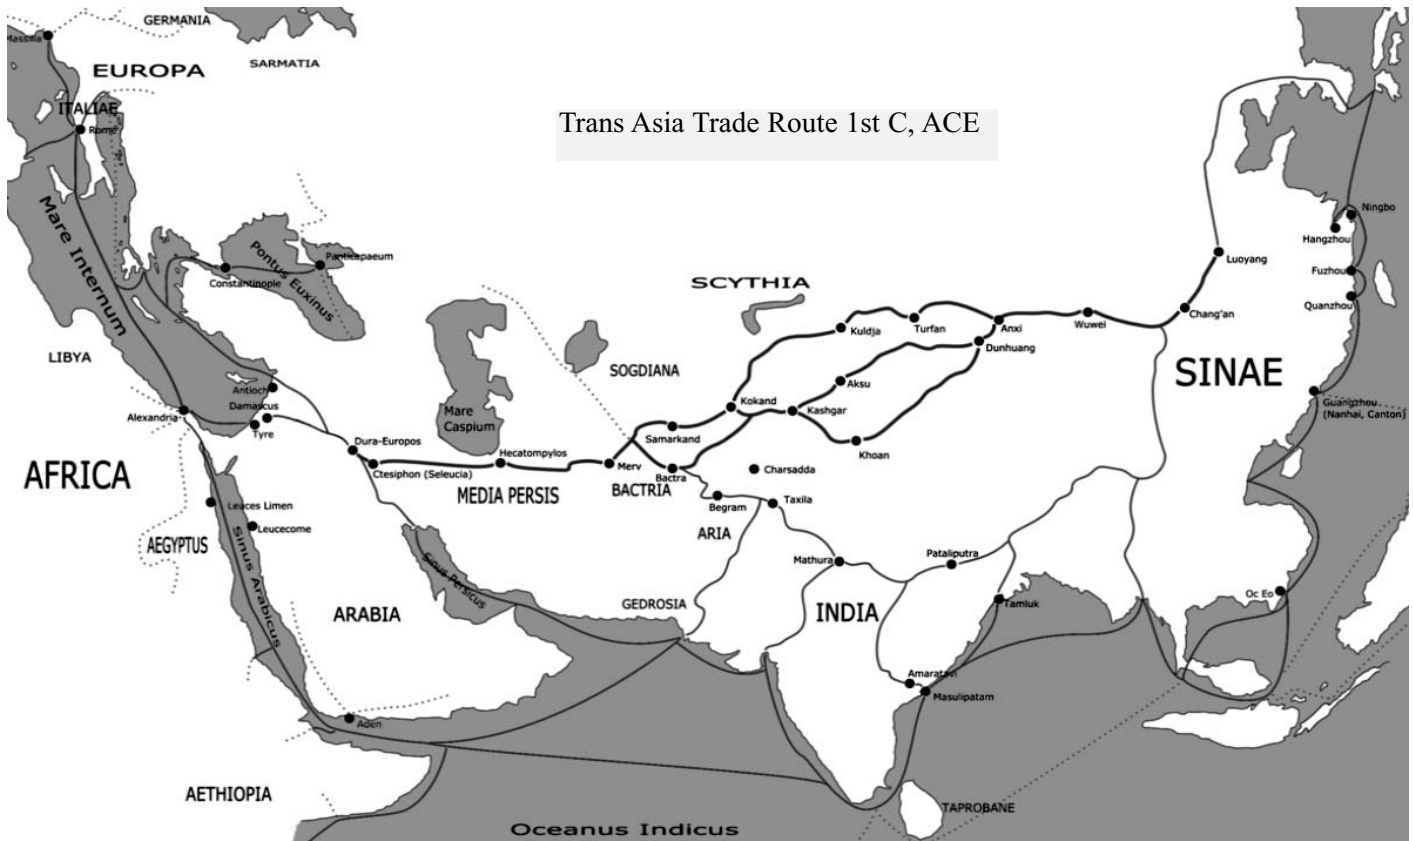 GERMANIA
Massilia
EUROPA
SARMATIA
ITALIAE
Rome
Trans Asia Trade Route 1st C, ACE
Mare Internum
Pontus Euxinus
Panticapaeum
Constantinople
Ningbo
Hangzhou
Luoyang
Fuzhou
SCYTHIA
Quanzhou
Chang'an
Kuldja
Turfan
Anxi
Wuwei
Dunhuang
LIBYA
SOGDIANA
SINAE
Antioch
Aksu
Damascus
Alexandria
Tyre
Mare
Caspium
Kokand
Kashgar
Guangzhou
(Nanhai, Canton)
Samarkand
Dura-Europos
Khoan
Hecatompylos
Merv
Ctesiphon (Seleucia)
Bactra
Charsadda
AFRICA
MEDIA PERSIS
BACTRIA
Leuces Limen
Begram
Taxila
Leucecome
ARIA
AEGYPTUS
Sinus Arabicus
Sinus Persicus
Mathura
Pataliputra
GEDROSIA
ARABIA
INDIA
Tamluk
Oc Eo
Amaratavi
Masulipatam
Aden
AETHIOPIA
TAPROBANE
Oceanus Indicus